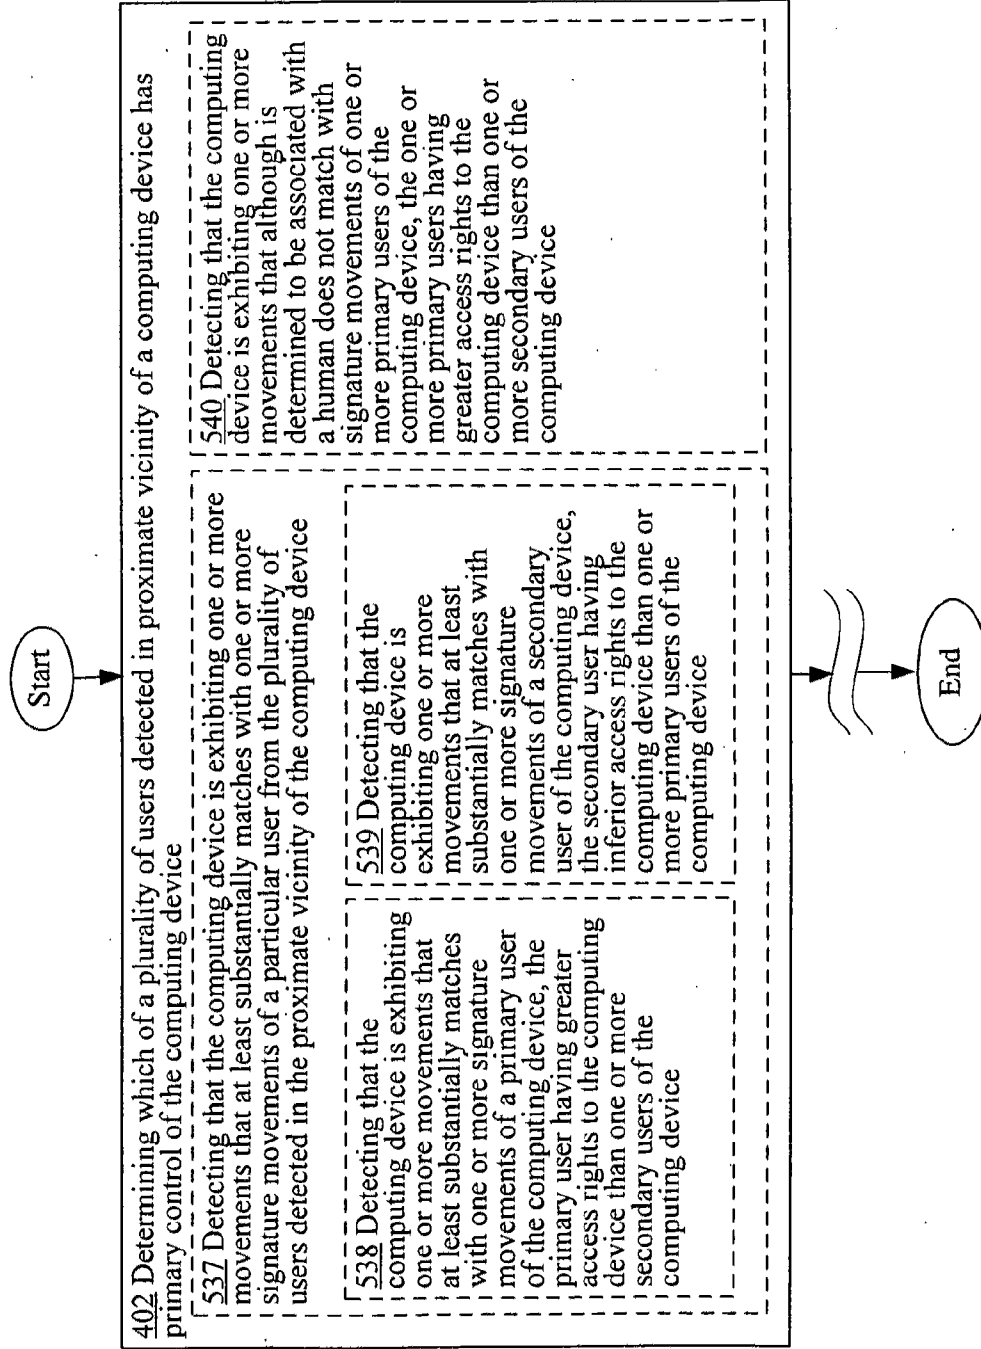 Start
402 Determining which of a plurality of users detected in proximate vicinity of a computing device has
primary control of the computing device
537 Detecting that the computing device is exhibiting one or more
movements that at least substantially matches with one or more
signature movements of a particular user from the plurality of
users detected in the proximate vicinity of the computing device
538 Detecting that the
computing device is exhibiting
one or more movements that
at least substantially matches
with one or more signature
movements of a primary user
of the computing device, the
primary user having greater
access rights to the computing
device than one or more
secondary users of the
computing device
539 Detecting that the
computing device is
exhibiting one or more
movements that at least
substantially matches with
one or more signature
movements of a secondary
user of the computing device,
the secondary user having
inferior access rights to the
computing device than one or
more primary users of the
computing device
540 Detecting that the computing
device is exhibiting one or more
movements that although is
determined to be associated with
a human does not match with
signature movements of one or
more primary users of the
computing device, the one or
more primary users having
greater access rights to the
computing device than one or
more secondary users of the
computing device
End